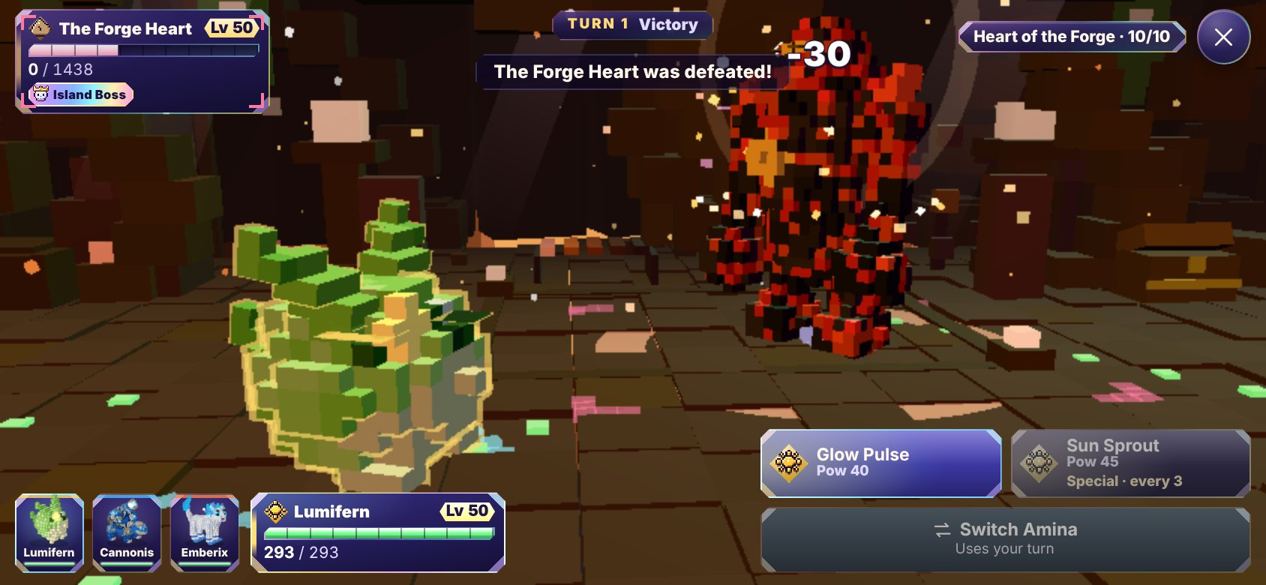 The Forge Heart
Lv 50
0 / 1438
Island Boss
TURN 1 Victory
The Forge Heart was defeated!
-30
Heart of the Forge · 10/10
Lumifern
Cannonis
Emberix
Lumifern
Lv 50
293 / 293
Glow Pulse
Pow 40
Sun Sprout
Pow 45
Special · every 3
Switch Amina
Uses your turn